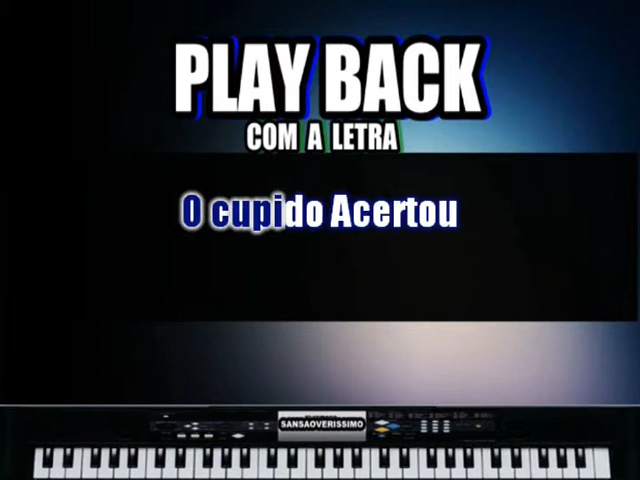 PLAY BACK
COM A LETRA
O cupido Acertou
SANSAOVERISSIMO